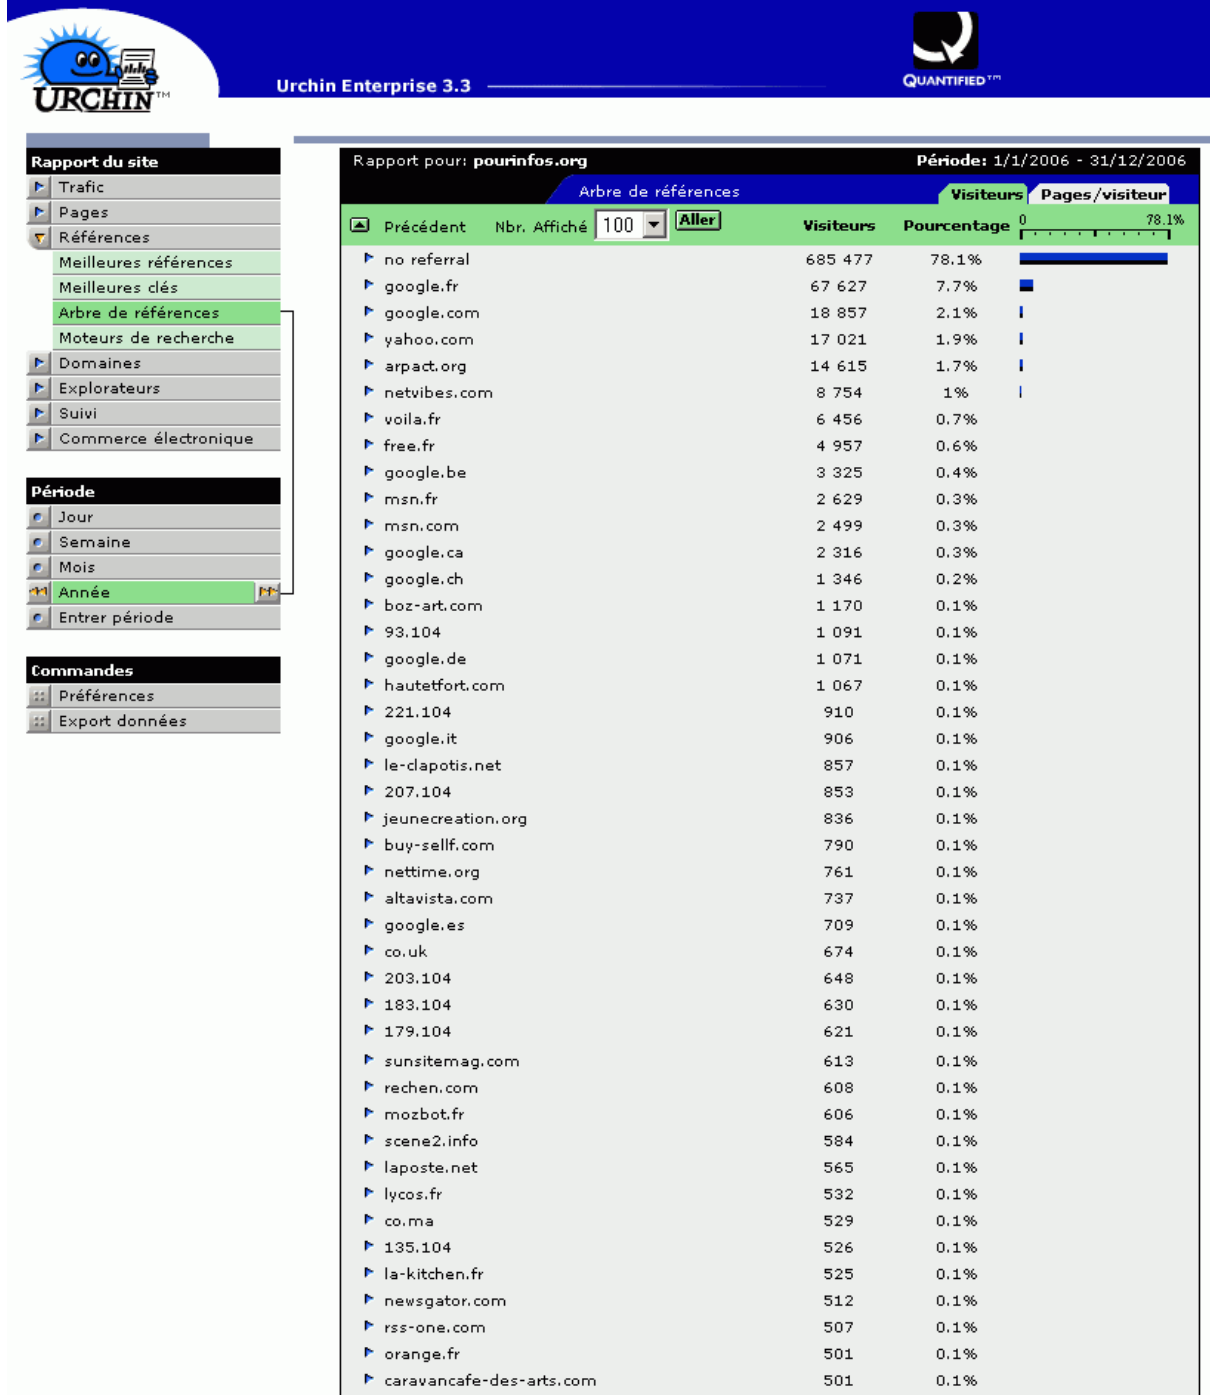 URCHIN™
Urchin Enterprise 3.3
QUANTIFIED™
Rapport du site
Trafic
Pages
Références
Meilleures références
Meilleures clés
Arbre de références
Moteurs de recherche
Domaines
Explorateurs
Suivi
Commerce électronique
Période
Jour
Semaine
Mois
Année
Entrer période
Commandes
Préférences
Export données
Rapport pour: pourinfos.org Période: 1/1/2006 - 31/12/2006
Arbre de références Visiteurs Pages/visiteur
Précédent Nbr. Affiché 100 Aller Visiteurs Pourcentage 0 78.1%
no referral 685 477 78.1%
google.fr 67 627 7.7%
google.com 18 857 2.1%
yahoo.com 17 021 1.9%
arpact.org 14 615 1.7%
netvibes.com 8 754 1%
voila.fr 6 456 0.7%
free.fr 4 957 0.6%
google.be 3 325 0.4%
msn.fr 2 629 0.3%
msn.com 2 499 0.3%
google.ca 2 316 0.3%
google.ch 1 346 0.2%
boz-art.com 1 170 0.1%
93.104 1 091 0.1%
google.de 1 071 0.1%
hautetfort.com 1 067 0.1%
221.104 910 0.1%
google.it 906 0.1%
le-clapotis.net 857 0.1%
207.104 853 0.1%
jeunecreation.org 836 0.1%
buy-sellf.com 790 0.1%
nettime.org 761 0.1%
altavista.com 737 0.1%
google.es 709 0.1%
co.uk 674 0.1%
203.104 648 0.1%
183.104 630 0.1%
179.104 621 0.1%
sunsitemag.com 613 0.1%
rechen.com 608 0.1%
mozbot.fr 606 0.1%
scene2.info 584 0.1%
laposte.net 565 0.1%
lycos.fr 532 0.1%
co.ma 529 0.1%
135.104 526 0.1%
la-kitchen.fr 525 0.1%
newsgator.com 512 0.1%
rss-one.com 507 0.1%
orange.fr 501 0.1%
caravancafe-des-arts.com 501 0.1%